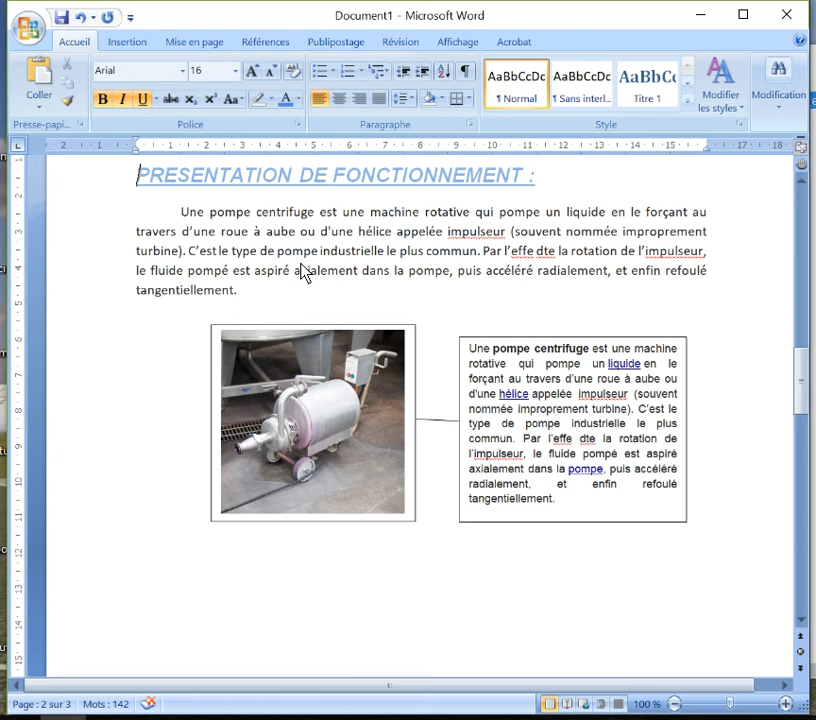 Document1 - Microsoft Word
Accueil Insertion Mise en page Références Publipostage Révision Affichage Acrobat
Coller
Arial 16
AaBbCcDc AaBbCcDc AaBbCc
¶ Normal ¶ Sans interl... Titre 1
Modifier les styles
Modification
Presse-papi... Police Paragraphe Style
PRESENTATION DE FONCTIONNEMENT :
Une pompe centrifuge est une machine rotative qui pompe un liquide en le forçant au
travers d'une roue à aube ou d'une hélice appelée impulseur (souvent nommée improprement
turbine). C'est le type de pompe industrielle le plus commun. Par l'effe dte la rotation de l'impulseur,
le fluide pompé est aspiré axialement dans la pompe, puis accéléré radialement, et enfin refoulé
tangentiellement.
Une pompe centrifuge est une machine
rotative qui pompe un liquide en le
forçant au travers d'une roue à aube ou
d'une hélice appelée impulseur (souvent
nommée improprement turbine). C'est le
type de pompe industrielle le plus
commun. Par l'effe dte la rotation de
l'impulseur, le fluide pompé est aspiré
axialement dans la pompe, puis accéléré
radialement, et enfin refoulé
tangentiellement.
Page : 2 sur 3 Mots : 142 100 %